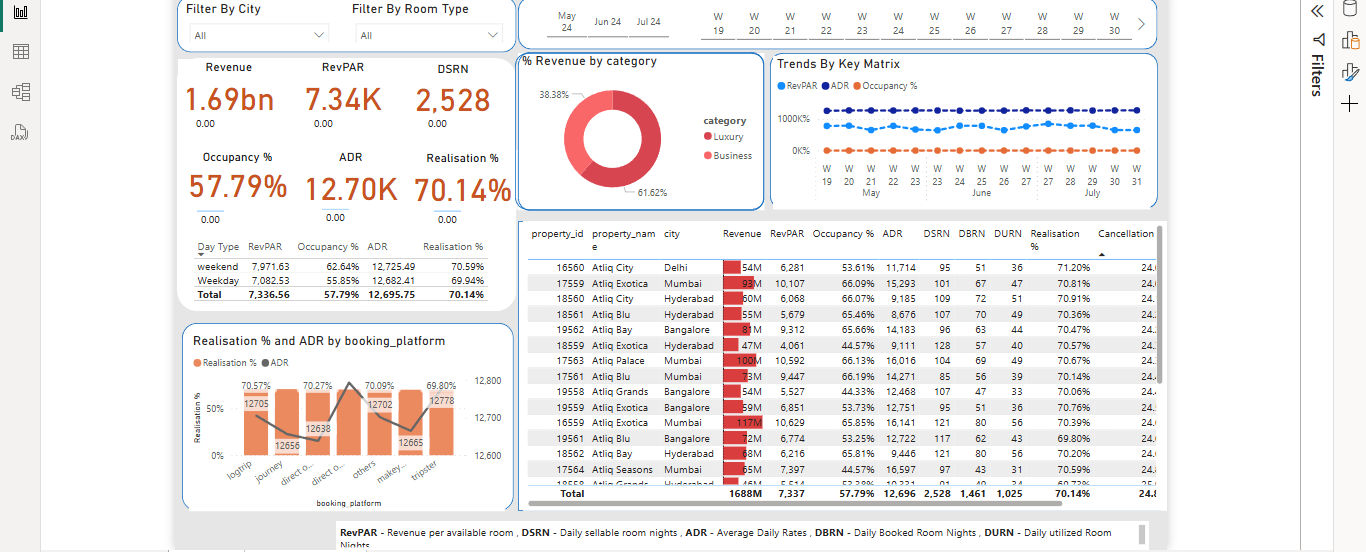 Filter By City
Filter By Room Type
All
All
May 24 Jun 24 Jul 24
W 19 W 20 W 21 W 22 W 23 W 24 W 25 W 26 W 27 W 28 W 29 W 30
Filters
DAX
Revenue RevPAR DSRN
1.69bn 7.34K 2,528
0.00 0.00 0.00
Occupancy % ADR Realisation %
57.79% 12.70K 70.14%
0.00 0.00 0.00
Day Type RevPAR Occupancy % ADR Realisation %
weekend 7,971.63 62.64% 12,725.49 70.59%
Weekday 7,082.53 55.85% 12,682.41 69.94%
Total 7,336.56 57.79% 12,695.75 70.14%
% Revenue by category
38.38%
61.62%
category
Luxury
Business
Trends By Key Matrix
RevPAR ADR Occupancy %
1000K%
0K%
W W W W W W W W W W W W W W W
19 20 21 22 23 23 24 25 26 27 27 28 29 30 31
May June July
Realisation % and ADR by booking_platform
Realisation % ADR
70.57% 70.27% 70.09% 69.80%
12705 12656 12638 12702 12665 12778
Realisation %
50%
0%
12,800
12,700
12,600
logtrip journey direct o... direct o... others makey... tripster
booking_platform
property_id property_name city Revenue RevPAR Occupancy % ADR DSRN DBRN DURN Realisation % Cancellation
16560 Atliq City Delhi 54M 6,281 53.61% 11,714 95 51 36 71.20% 24.
17559 Atliq Exotica Mumbai 93M 10,107 66.09% 15,293 101 67 47 70.81% 24.
18560 Atliq City Hyderabad 60M 6,068 66.07% 9,185 109 72 51 70.91% 24.
18561 Atliq Blu Hyderabad 55M 5,679 65.46% 8,676 107 70 49 70.36% 24.
19562 Atliq Bay Bangalore 81M 9,312 65.66% 14,183 96 63 44 70.47% 24.
18559 Atliq Exotica Hyderabad 47M 4,061 44.57% 9,111 128 57 40 70.57% 24.
17563 Atliq Palace Mumbai 100M 10,592 66.13% 16,016 104 69 49 70.67% 24.
17561 Atliq Blu Mumbai 73M 9,447 66.19% 14,271 85 56 39 70.14% 24.
19558 Atliq Grands Bangalore 54M 5,527 44.33% 12,468 107 47 33 70.06% 24.
19559 Atliq Exotica Bangalore 59M 6,851 53.73% 12,751 95 51 36 70.76% 24.
16559 Atliq Exotica Mumbai 117M 10,629 65.85% 16,141 121 80 56 70.39% 24.
19561 Atliq Blu Bangalore 72M 6,774 53.25% 12,722 117 62 43 69.80% 24.
18562 Atliq Bay Hyderabad 68M 6,216 65.81% 9,446 121 80 56 70.20% 24.
17564 Atliq Seasons Mumbai 65M 7,397 44.57% 16,597 97 43 31 70.59% 24.
Total 1688M 7,337 57.79% 12,696 2,528 1,461 1,025 70.14% 24.8
RevPAR - Revenue per available room , DSRN - Daily sellable room nights , ADR - Average Daily Rates , DBRN - Daily Booked Room Nights , DURN - Daily utilized Room
Nights